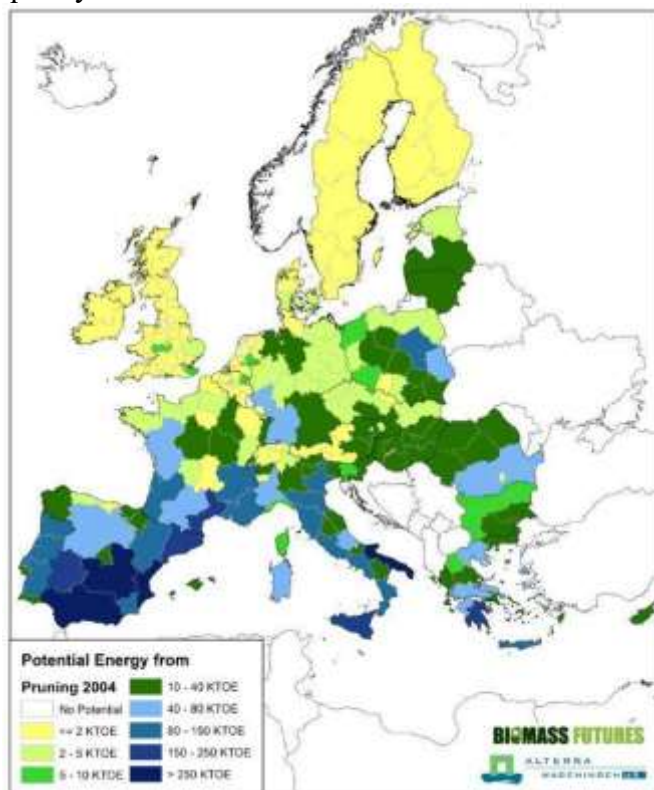 Potential Energy from
Pruning 2004
No Potential
<= 2 KTOE
2 - 5 KTOE
5 - 10 KTOE
10 - 40 KTOE
40 - 80 KTOE
80 - 150 KTOE
150 - 250 KTOE
> 250 KTOE
BIOMASS FUTURES
ALTERRA